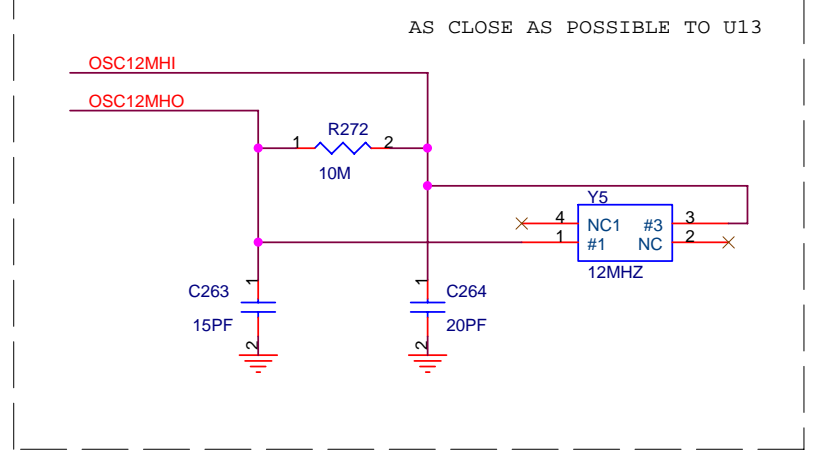 AS CLOSE AS POSSIBLE TO U13
OSC12MHI
OSC12MHO
R272
1 2
10M
Y5
4 NC1 #3 3
1 #1 NC 2
12MHZ
1 1
C263 C264
15PF 20PF
2 2